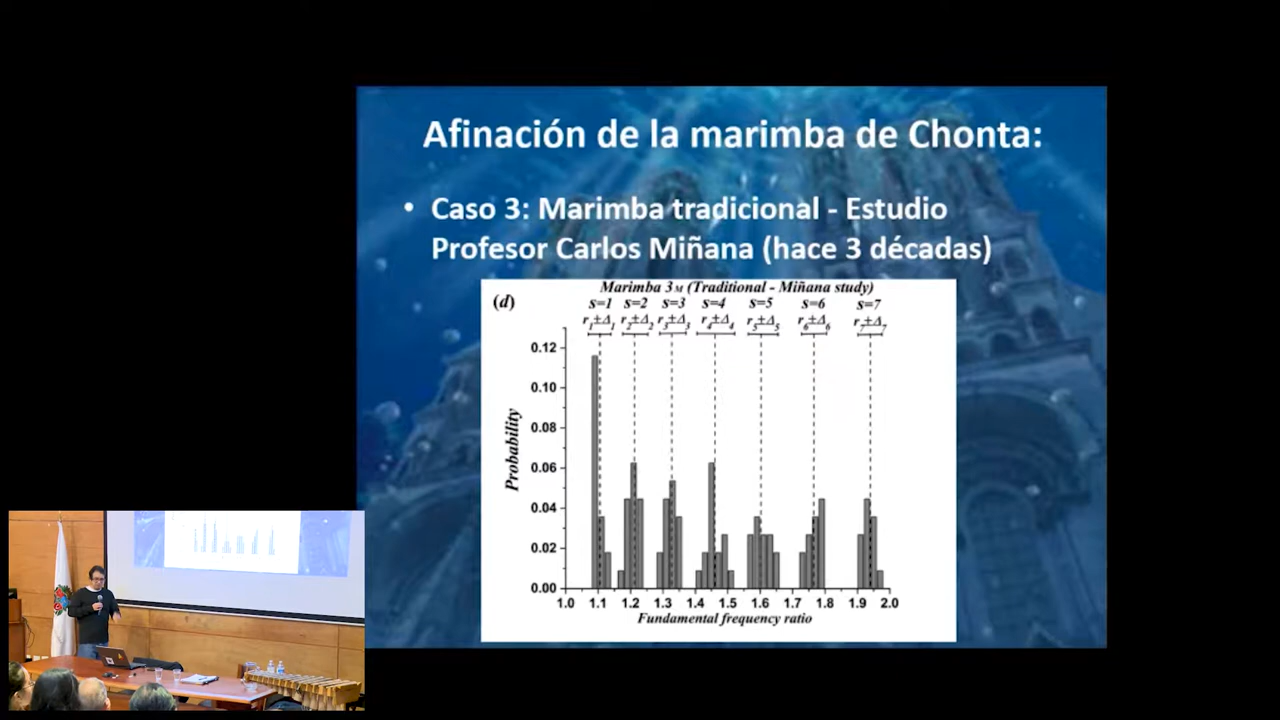 Afinación de la marimba de Chonta:
• Caso 3: Marimba tradicional - Estudio
Profesor Carlos Miñana (hace 3 décadas)
(d)
Marimba 3M (Traditional - Miñana study)
s=1 s=2 s=3 s=4 s=5 s=6 s=7
r1±Δ1 r2±Δ2 r3±Δ3 r4±Δ4 r5±Δ5 r6±Δ6 r7±Δ7
0.12
0.10
0.08
0.06
0.04
0.02
0.00
Probability
1.0 1.1 1.2 1.3 1.4 1.5 1.6 1.7 1.8 1.9 2.0
Fundamental frequency ratio